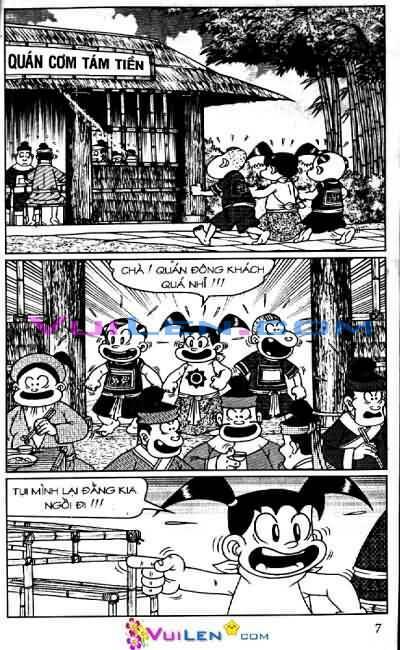 QUÁN CƠM TÁM TIỀN
CHÀ ! QUÁN ĐÔNG KHÁCH
QUÁ NHỈ !!!
VUILEN.COM
TỤI MÌNH LẠI ĐẰNG KIA
NGỒI ĐI !!!
7
VUILEN.COM